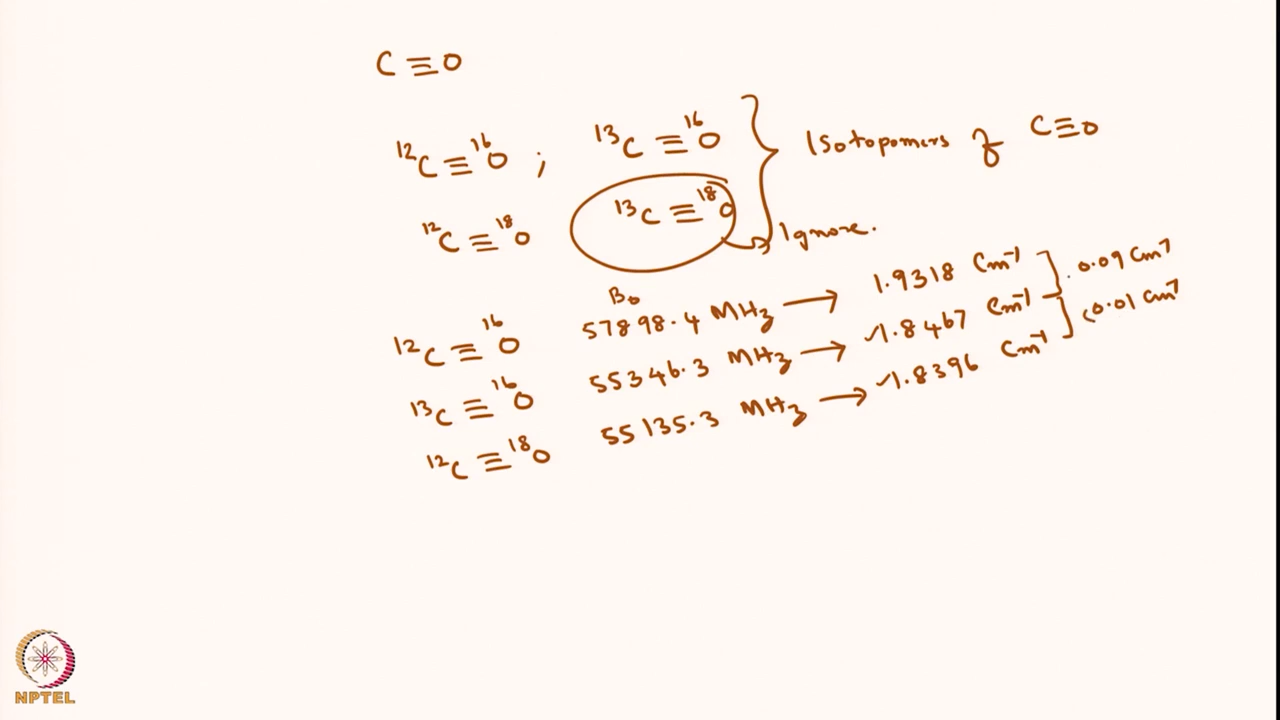 C≡O
¹²C≡¹⁶O ; ¹³C≡¹⁶O } Isotopomers of C≡O
¹²C≡¹⁸O ¹³C≡¹⁸O → Ignore.
B₀
¹²C≡¹⁶O 57898.4 MHz → 1.9318 Cm⁻¹
0.09 Cm⁻¹
¹³C≡¹⁶O 55346.3 MHz → 1.8467 Cm⁻¹
<0.01 Cm⁻¹
¹²C≡¹⁸O 55135.3 MHz → 1.8396 Cm⁻¹
NPTEL